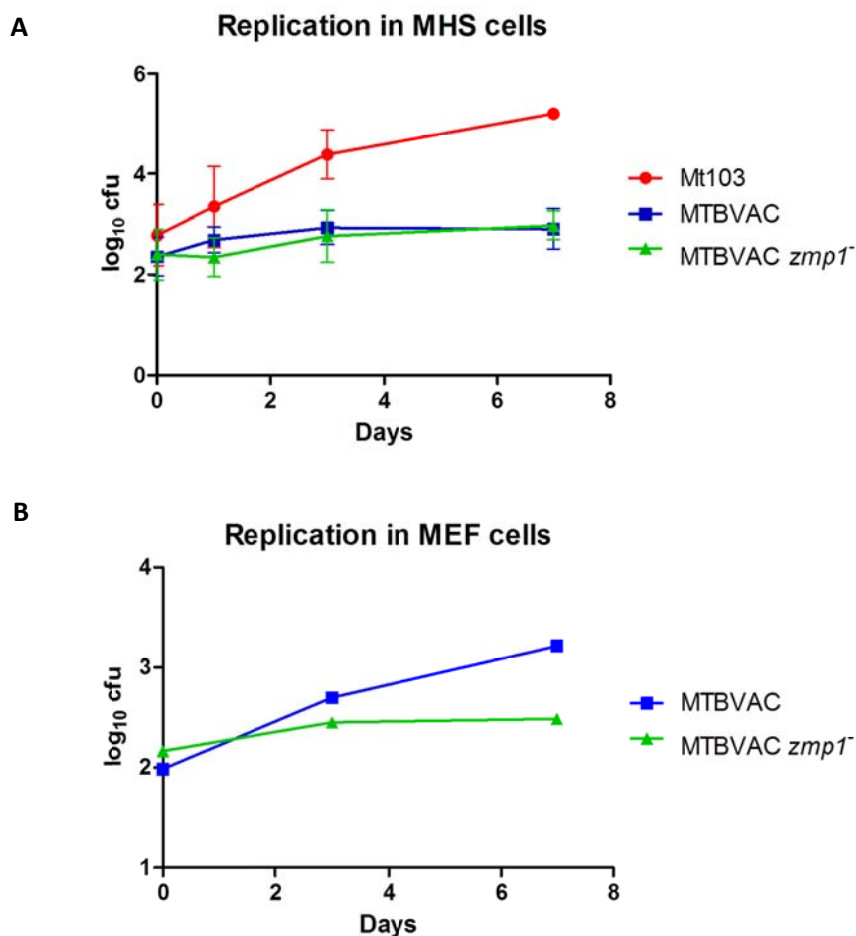 A
Replication in MHS cells
6
4
2
0
log10 cfu
0 2 4 6 8
Days
Mt103
MTBVAC
MTBVAC zmp1-
B
Replication in MEF cells
4
3
2
1
log10 cfu
0 2 4 6 8
Days
MTBVAC
MTBVAC zmp1-